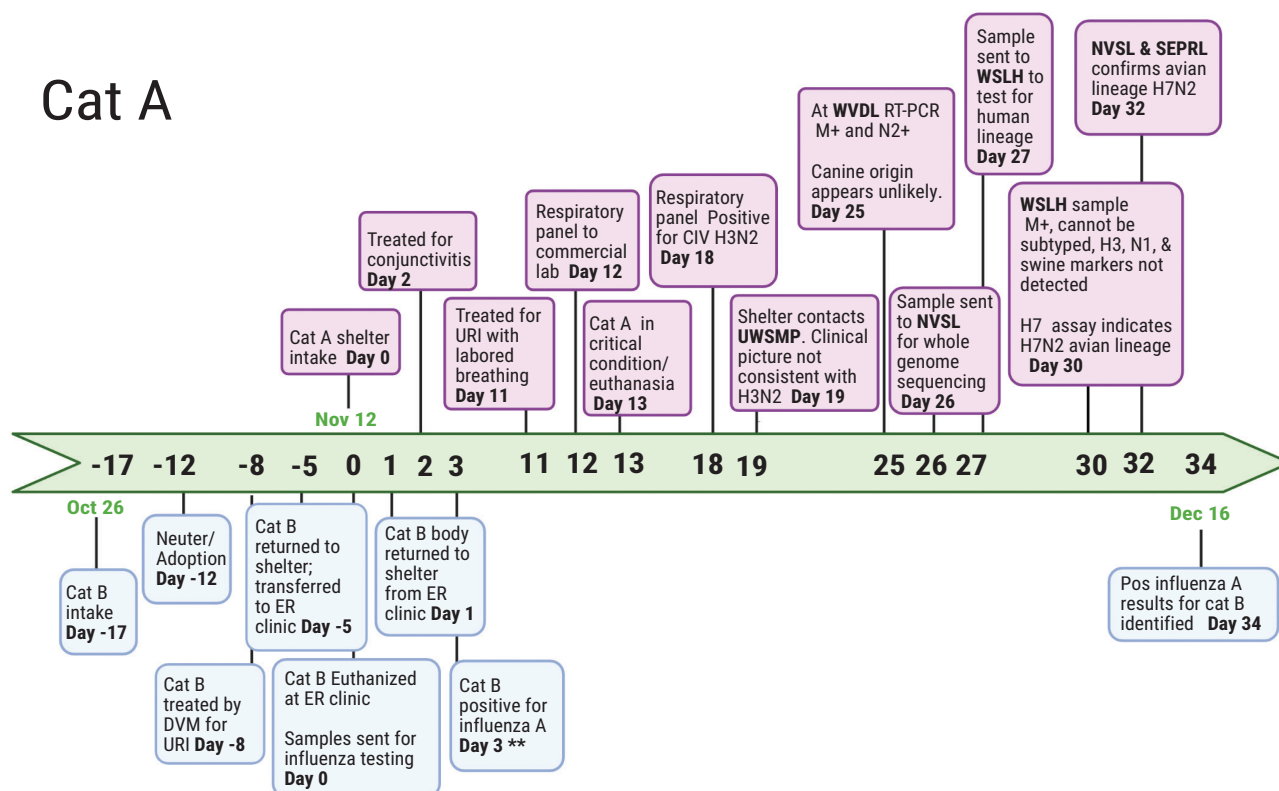 Cat A
Cat A shelter
intake Day 0
Nov 12
Treated for
conjunctivitis
Day 2
Treated for
URI with
labored
breathing
Day 11
Respiratory
panel to
commercial
lab Day 12
Cat A in
critical
condition/
euthanasia
Day 13
Respiratory
panel Positive
for CIV H3N2
Day 18
Shelter contacts
UWSMP. Clinical
picture not
consistent with
H3N2 Day 19
At WVDL RT-PCR
M+ and N2+
Canine origin
appears unlikely.
Day 25
Sample sent
to NVSL
for whole
genome
sequencing
Day 26
Sample
sent to
WSLH to
test for
human
lineage
Day 27
WSLH sample
M+, cannot be
subtyped, H3, N1, &
swine markers not
detected
H7 assay indicates
H7N2 avian lineage
Day 30
NVSL & SEPRL
confirms avian
lineage H7N2
Day 32
-17 -12 -8 -5 0 1 2 3 11 12 13 18 19 25 26 27 30 32 34
Oct 26
Cat B
intake
Day -17
Neuter/
Adoption
Day -12
Cat B
treated by
DVM for
URI Day -8
Cat B
returned to
shelter;
transferred
to ER
clinic Day -5
Cat B Euthanized
at ER clinic
Samples sent for
influenza testing
Day 0
Cat B body
returned to
shelter
from ER
clinic Day 1
Cat B
positive for
influenza A
Day 3 **
Dec 16
Pos influenza A
results for cat B
identified Day 34